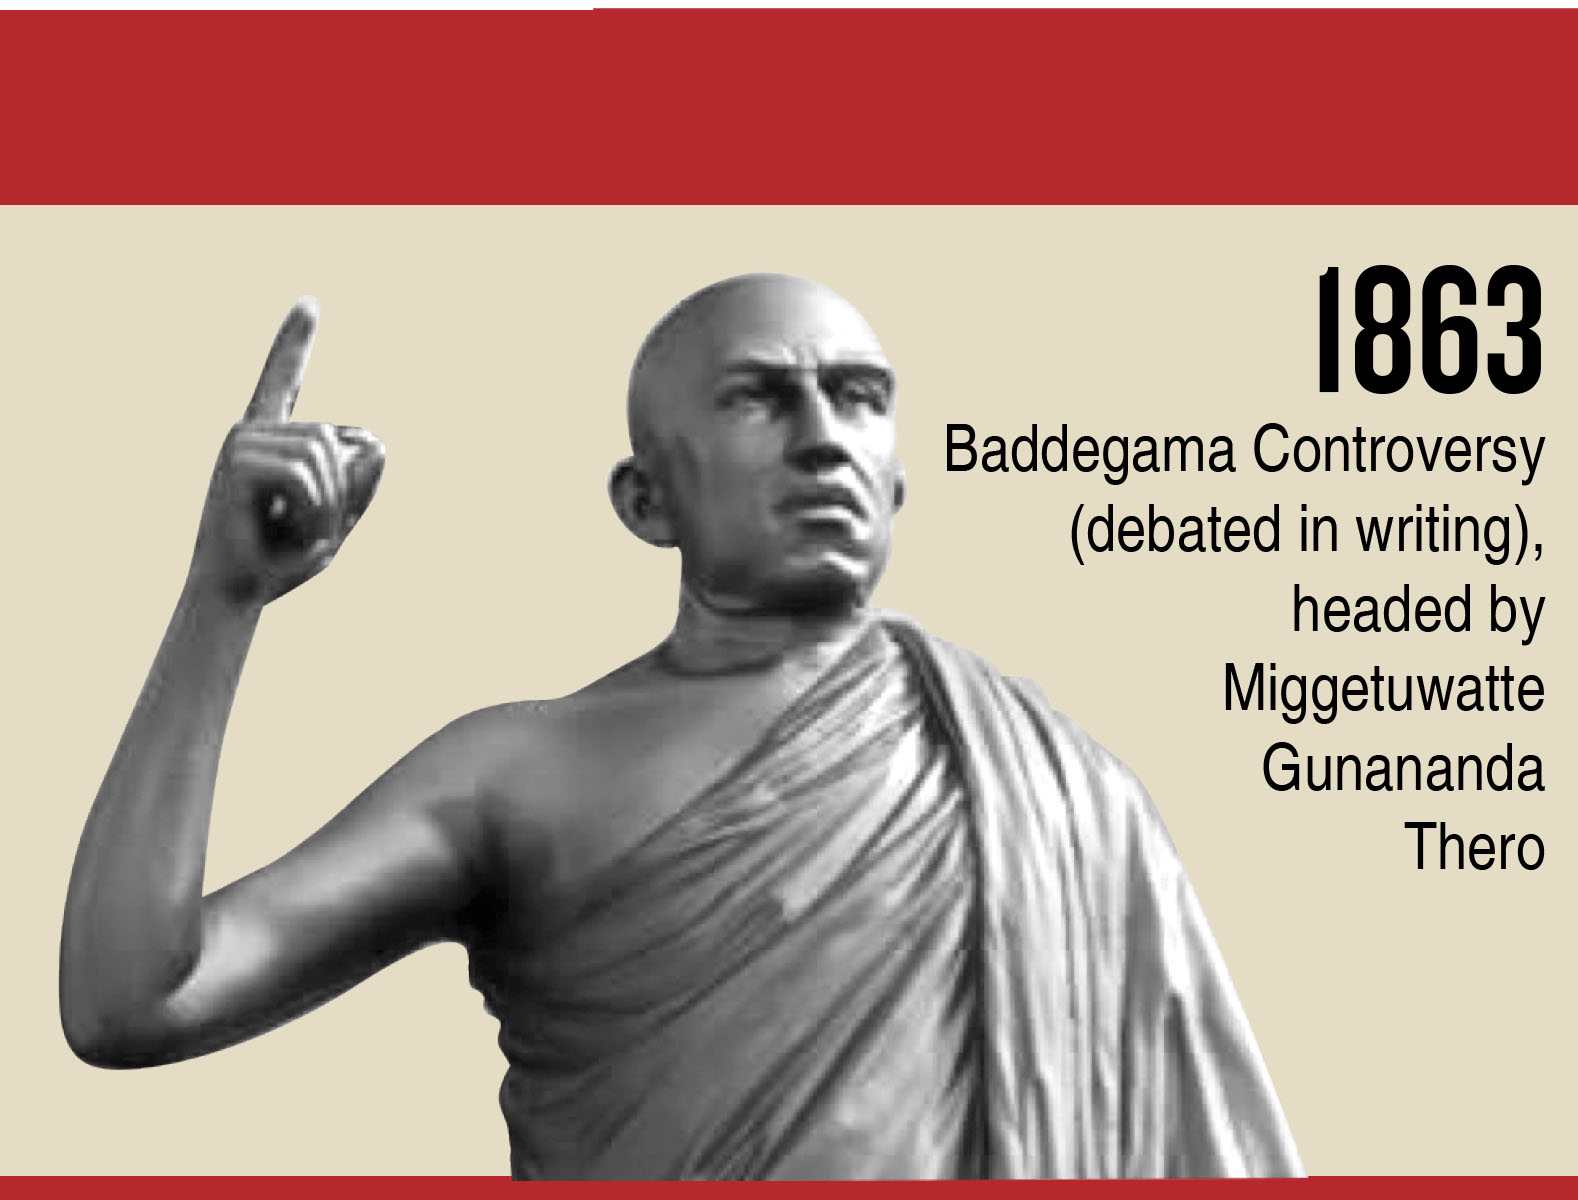 1863
Baddegama Controversy
(debated in writing),
headed by
Miggetuwatte
Gunananda
Thero